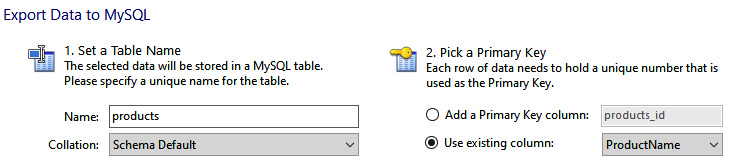 Export Data to MySQL
1. Set a Table Name
The selected data will be stored in a MySQL table.
Please specify a unique name for the table.
Name: products
Collation: Schema Default
2. Pick a Primary Key
Each row of data needs to hold a unique number that is
used as the Primary Key.
Add a Primary Key column: products_id
Use existing column: ProductName